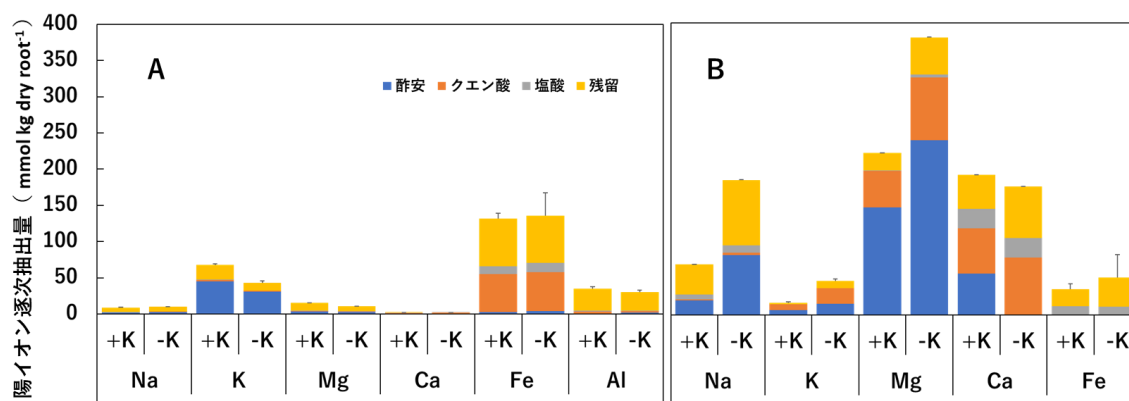 陽イオン逐次抽出量（ mmol kg dry root⁻¹）
400
350
300
250
200
150
100
50
0
A
酢安 クエン酸 塩酸 残留
+K -K +K -K +K -K +K -K +K -K +K -K
Na K Mg Ca Fe Al
B
+K -K +K -K +K -K +K -K +K -K
Na K Mg Ca Fe